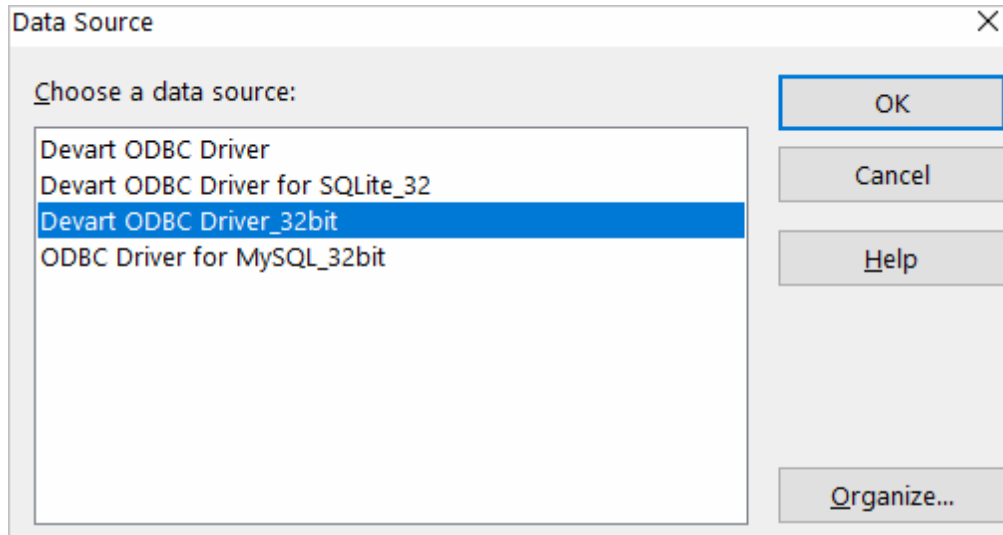 Data Source
Choose a data source:
Devart ODBC Driver
Devart ODBC Driver for SQLite_32
Devart ODBC Driver_32bit
ODBC Driver for MySQL_32bit
OK
Cancel
Help
Organize...